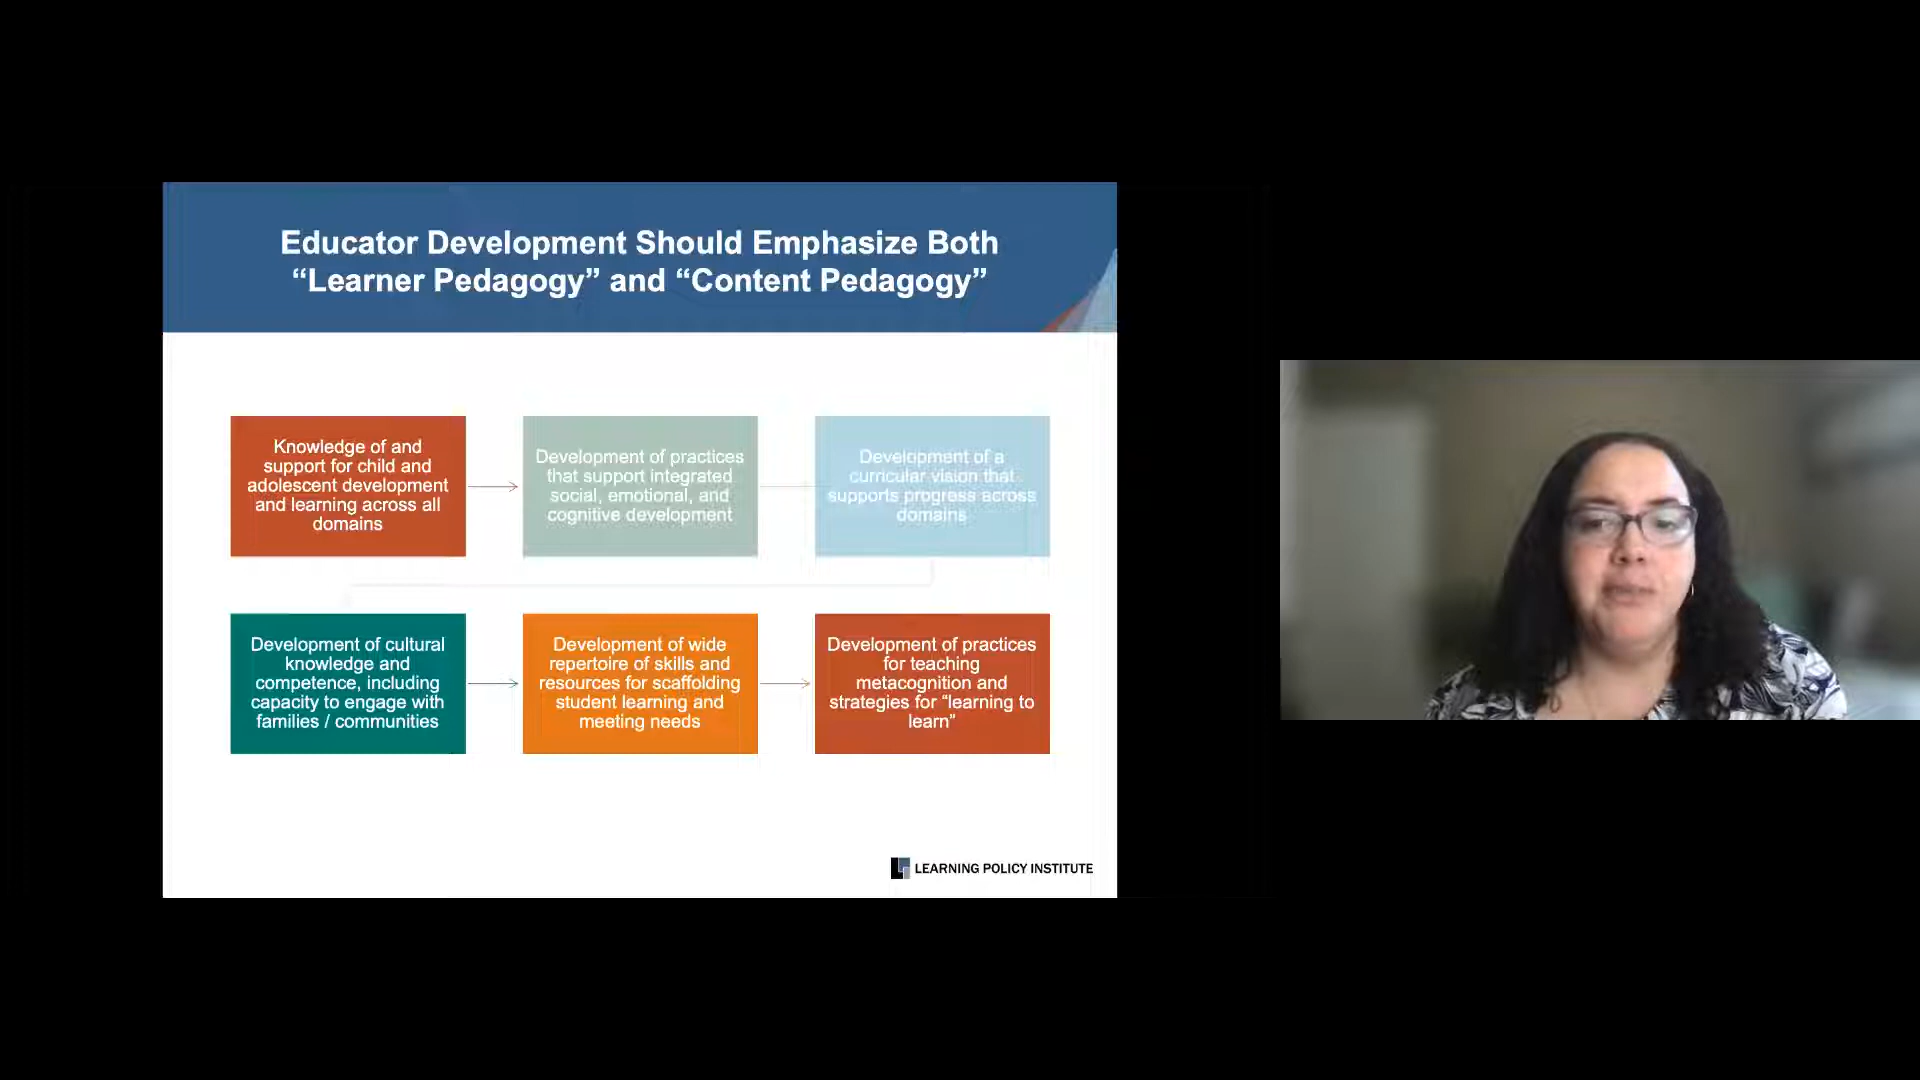 Educator Development Should Emphasize Both
“Learner Pedagogy” and “Content Pedagogy”
Knowledge of and
support for child and
adolescent development
and learning across all
domains
Development of practices
that support integrated
social, emotional, and
cognitive development
Development of a
curricular vision that
supports progress across
domains
Development of cultural
knowledge and
competence, including
capacity to engage with
families / communities
Development of wide
repertoire of skills and
resources for scaffolding
student learning and
meeting needs
Development of practices
for teaching
metacognition and
strategies for “learning to
learn”
LEARNING POLICY INSTITUTE